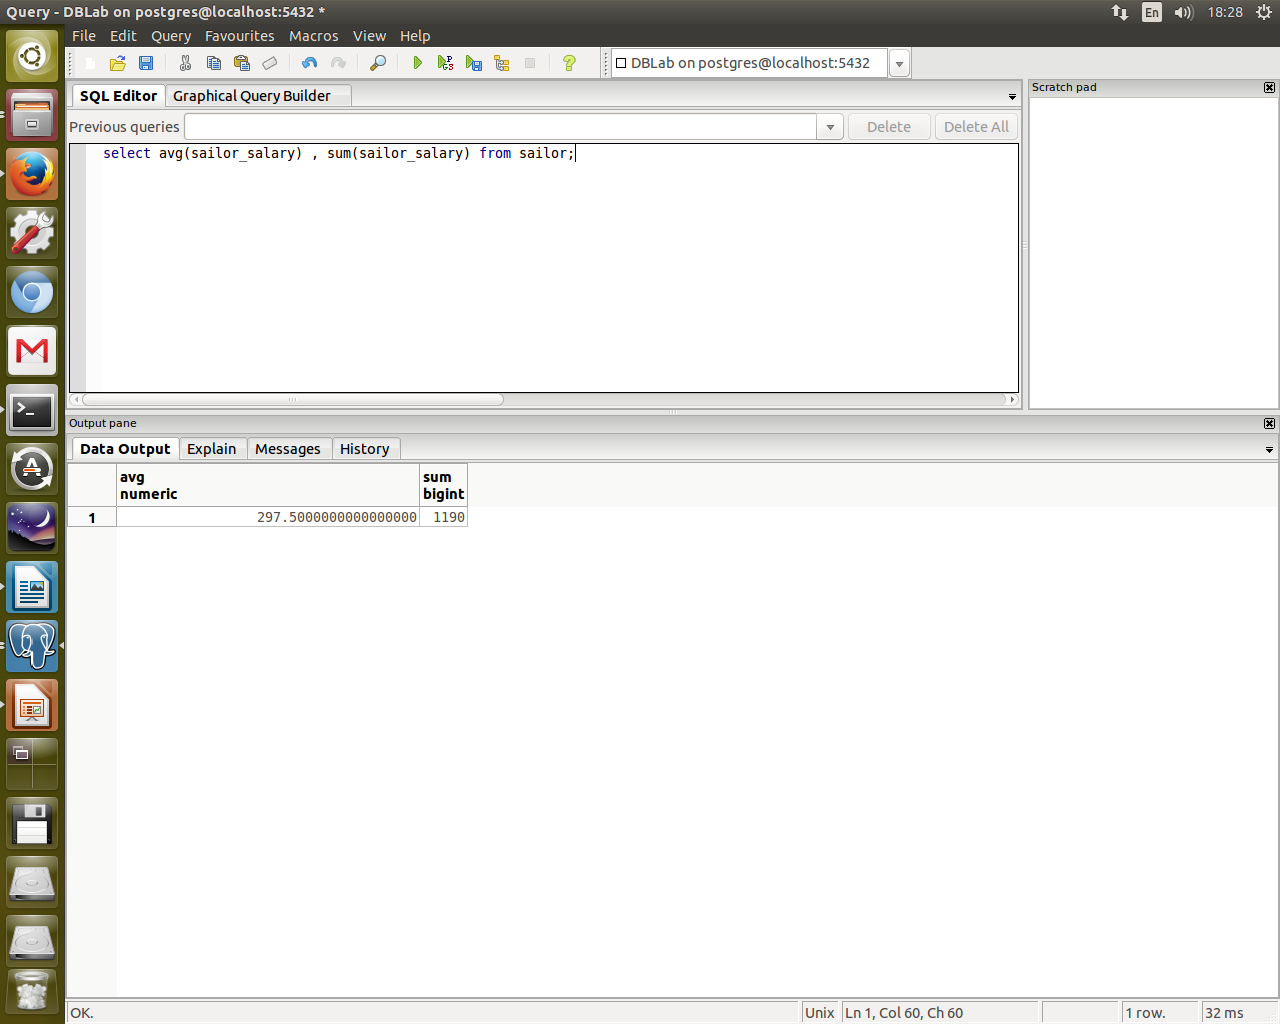 Query - DBLab on postgres@localhost:5432 *
En
18:28
File Edit Query Favourites Macros View Help
DBLab on postgres@localhost:5432
SQL Editor
Graphical Query Builder
Scratch pad
Previous queries
Delete
Delete All
select avg(sailor_salary) , sum(sailor_salary) from sailor;
Output pane
Data Output
Explain
Messages
History
avg
numeric
sum
bigint
1
297.5000000000000000
1190
OK.
Unix
Ln 1, Col 60, Ch 60
1 row.
32 ms